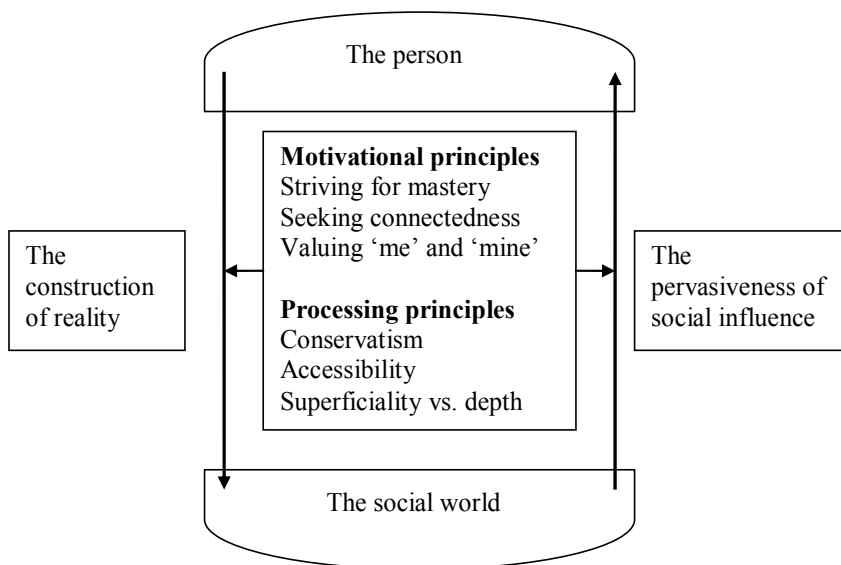 The person
Motivational principles
Striving for mastery
Seeking connectedness
Valuing ‘me’ and ‘mine’
Processing principles
Conservatism
Accessibility
Superficiality vs. depth
The
construction
of reality
The
pervasiveness of
social influence
The social world